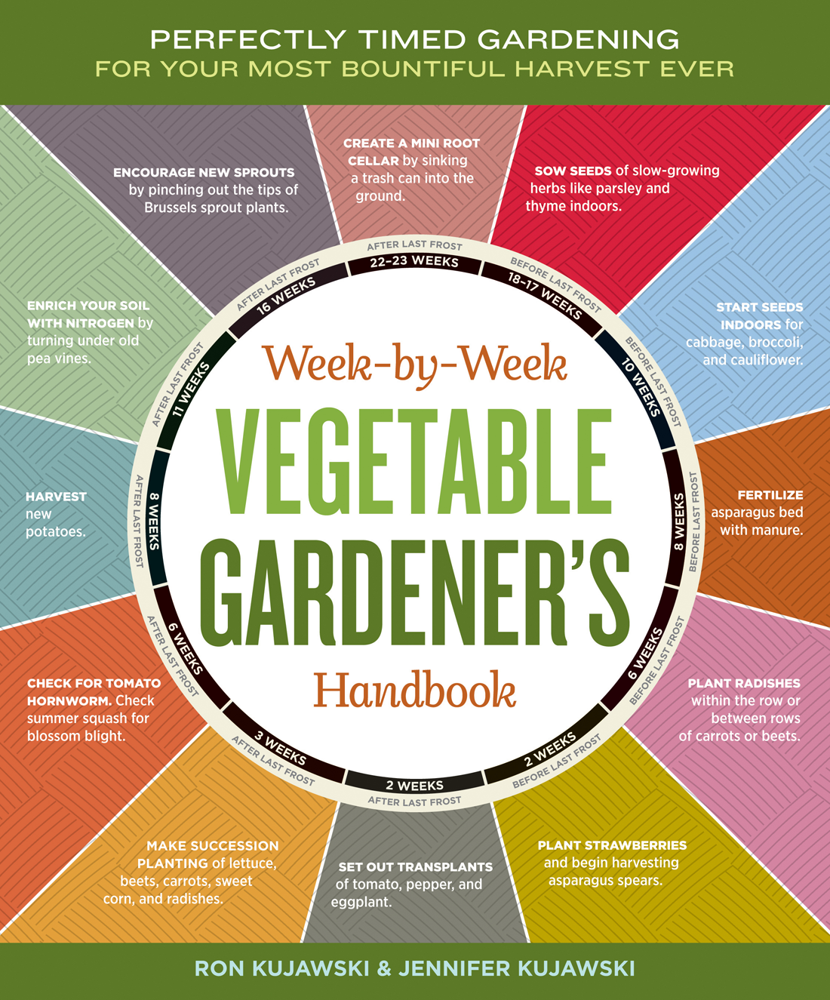 PERFECTLY TIMED GARDENING
FOR YOUR MOST BOUNTIFUL HARVEST EVER
CREATE A MINI ROOT
CELLAR by sinking
a trash can into the
ground.
AFTER LAST FROST
22–23 WEEKS
SOW SEEDS of slow-growing
herbs like parsley and
thyme indoors.
BEFORE LAST FROST
18–17 WEEKS
START SEEDS
INDOORS for
cabbage, broccoli,
and cauliflower.
BEFORE LAST FROST
10 WEEKS
FERTILIZE
asparagus bed
with manure.
BEFORE LAST FROST
8 WEEKS
PLANT RADISHES
within the row or
between rows
of carrots or beets.
BEFORE LAST FROST
6 WEEKS
PLANT STRAWBERRIES
and begin harvesting
asparagus spears.
BEFORE LAST FROST
2 WEEKS
SET OUT TRANSPLANTS
of tomato, pepper, and
eggplant.
AFTER LAST FROST
2 WEEKS
MAKE SUCCESSION
PLANTING of lettuce,
beets, carrots, sweet
corn, and radishes.
AFTER LAST FROST
3 WEEKS
CHECK FOR TOMATO
HORNWORM. Check
summer squash for
blossom blight.
AFTER LAST FROST
6 WEEKS
HARVEST
new
potatoes.
AFTER LAST FROST
8 WEEKS
ENRICH YOUR SOIL
WITH NITROGEN by
turning under old
pea vines.
AFTER LAST FROST
11 WEEKS
ENCOURAGE NEW SPROUTS
by pinching out the tips of
Brussels sprout plants.
AFTER LAST FROST
16 WEEKS
Week-by-Week
VEGETABLE
GARDENER'S
Handbook
RON KUJAWSKI & JENNIFER KUJAWSKI